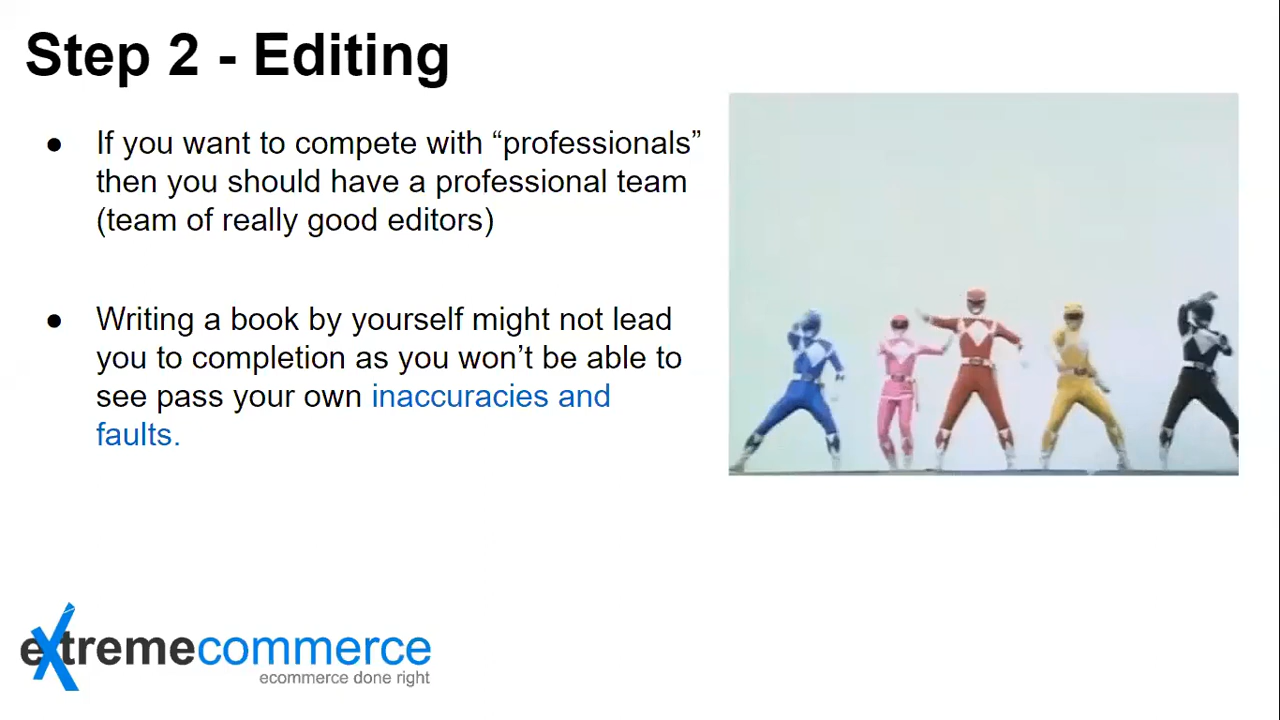 Step 2 - Editing
● If you want to compete with “professionals”
then you should have a professional team
(team of really good editors)
● Writing a book by yourself might not lead
you to completion as you won’t be able to
see pass your own inaccuracies and
faults.
extremecommerce
ecommerce done right